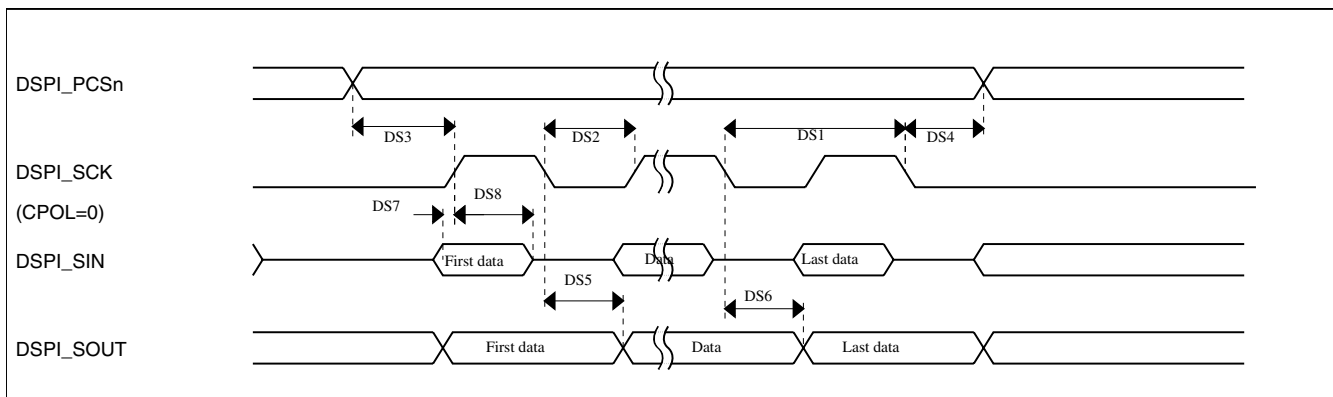 DSPI_PCSn
DS3
DS2
DS1
DS4
DSPI_SCK
(CPOL=0)
DS7
DS8
DSPI_SIN
First data
Data
Last data
DS5
DS6
DSPI_SOUT
First data
Data
Last data